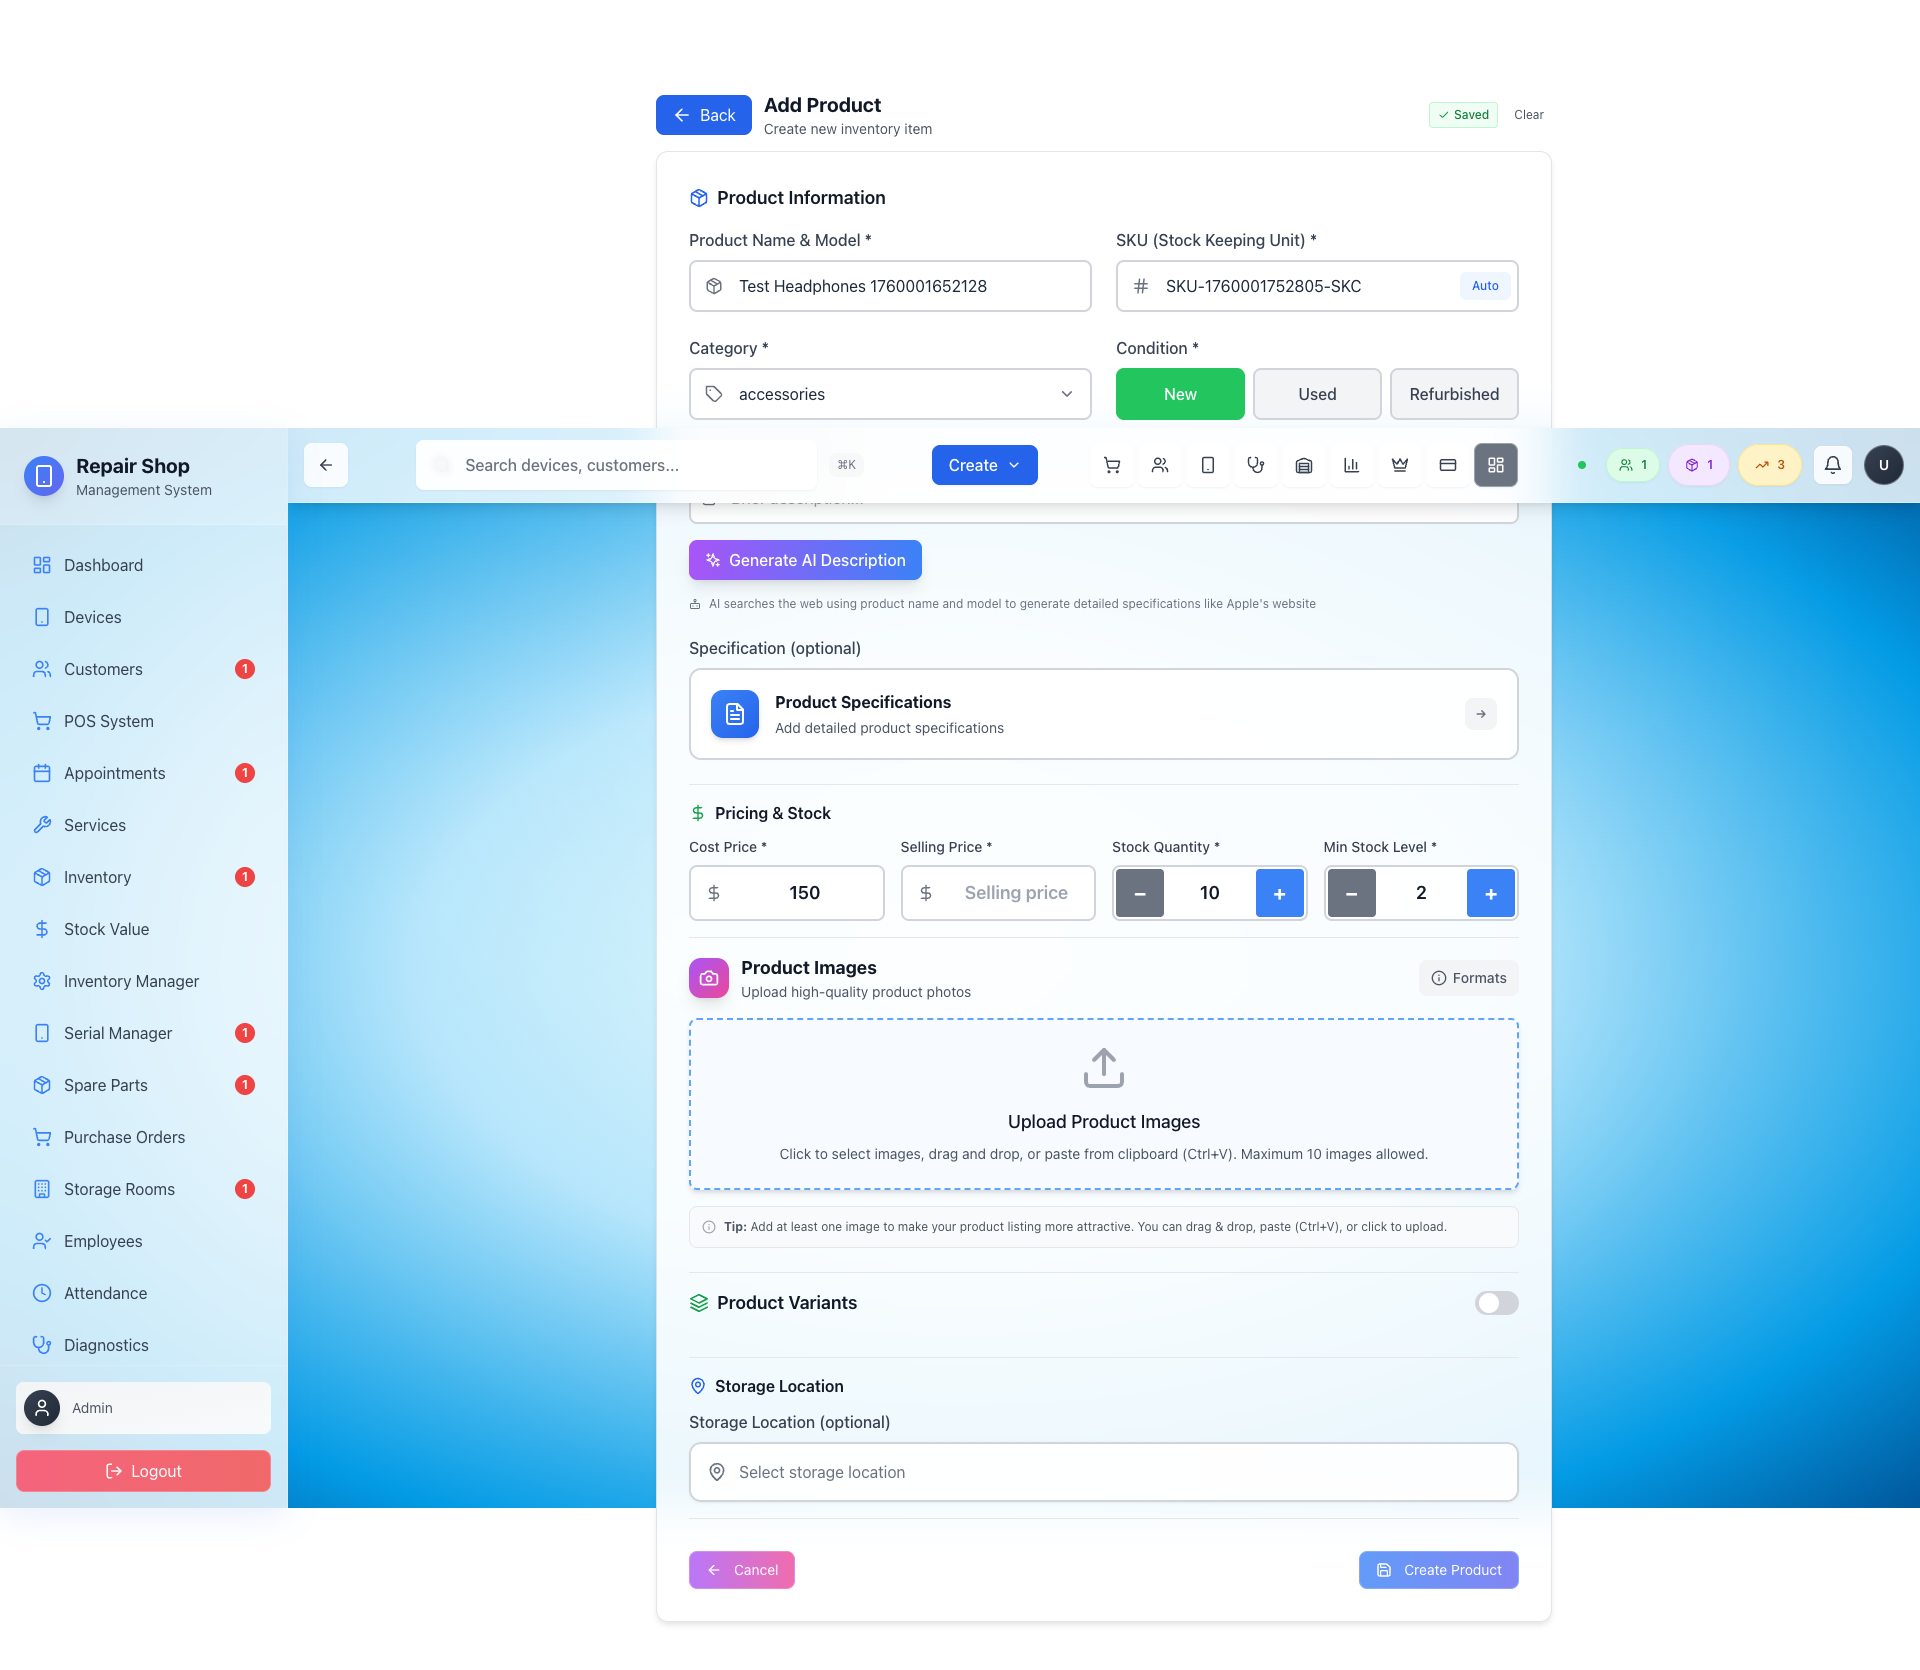 Back
Add Product
Create new inventory item
Saved
Clear
Product Information
Product Name & Model *
SKU (Stock Keeping Unit) *
Test Headphones 1760001652128
SKU-1760001752805-SKC
Auto
Category *
Condition *
accessories
New
Used
Refurbished
Repair Shop
Management System
Search devices, customers...
⌘K
Create
1
1
3
U
Generate AI Description
AI searches the web using product name and model to generate detailed specifications like Apple's website
Specification (optional)
Product Specifications
Add detailed product specifications
Pricing & Stock
Cost Price *
Selling Price *
Stock Quantity *
Min Stock Level *
150
Selling price
− 10 +
− 2 +
Product Images
Upload high-quality product photos
Formats
Upload Product Images
Click to select images, drag and drop, or paste from clipboard (Ctrl+V). Maximum 10 images allowed.
Tip: Add at least one image to make your product listing more attractive. You can drag & drop, paste (Ctrl+V), or click to upload.
Product Variants
Storage Location
Storage Location (optional)
Select storage location
Cancel
Create Product
Dashboard
Devices
Customers 1
POS System
Appointments 1
Services
Inventory 1
Stock Value
Inventory Manager
Serial Manager 1
Spare Parts 1
Purchase Orders
Storage Rooms 1
Employees
Attendance
Diagnostics
Admin
Logout